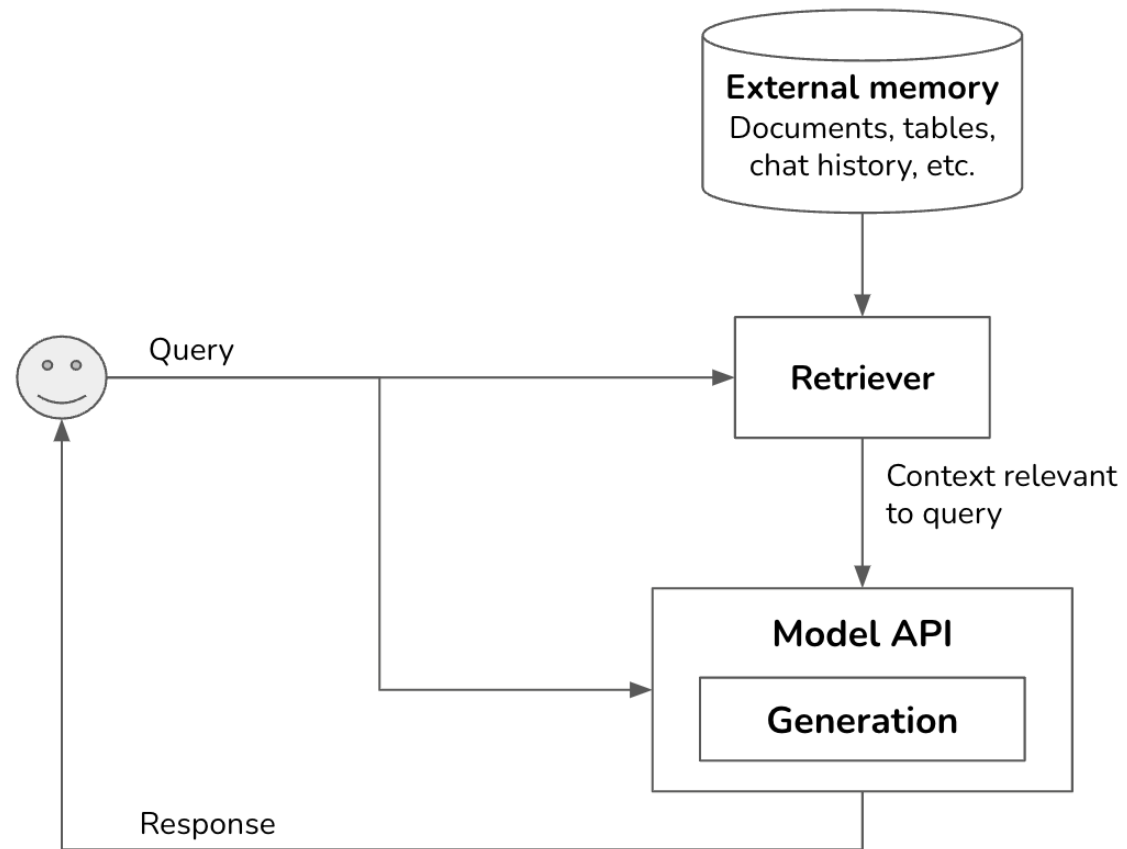 External memory
Documents, tables,
chat history, etc.
Query
Retriever
Context relevant
to query
Model API
Generation
Response